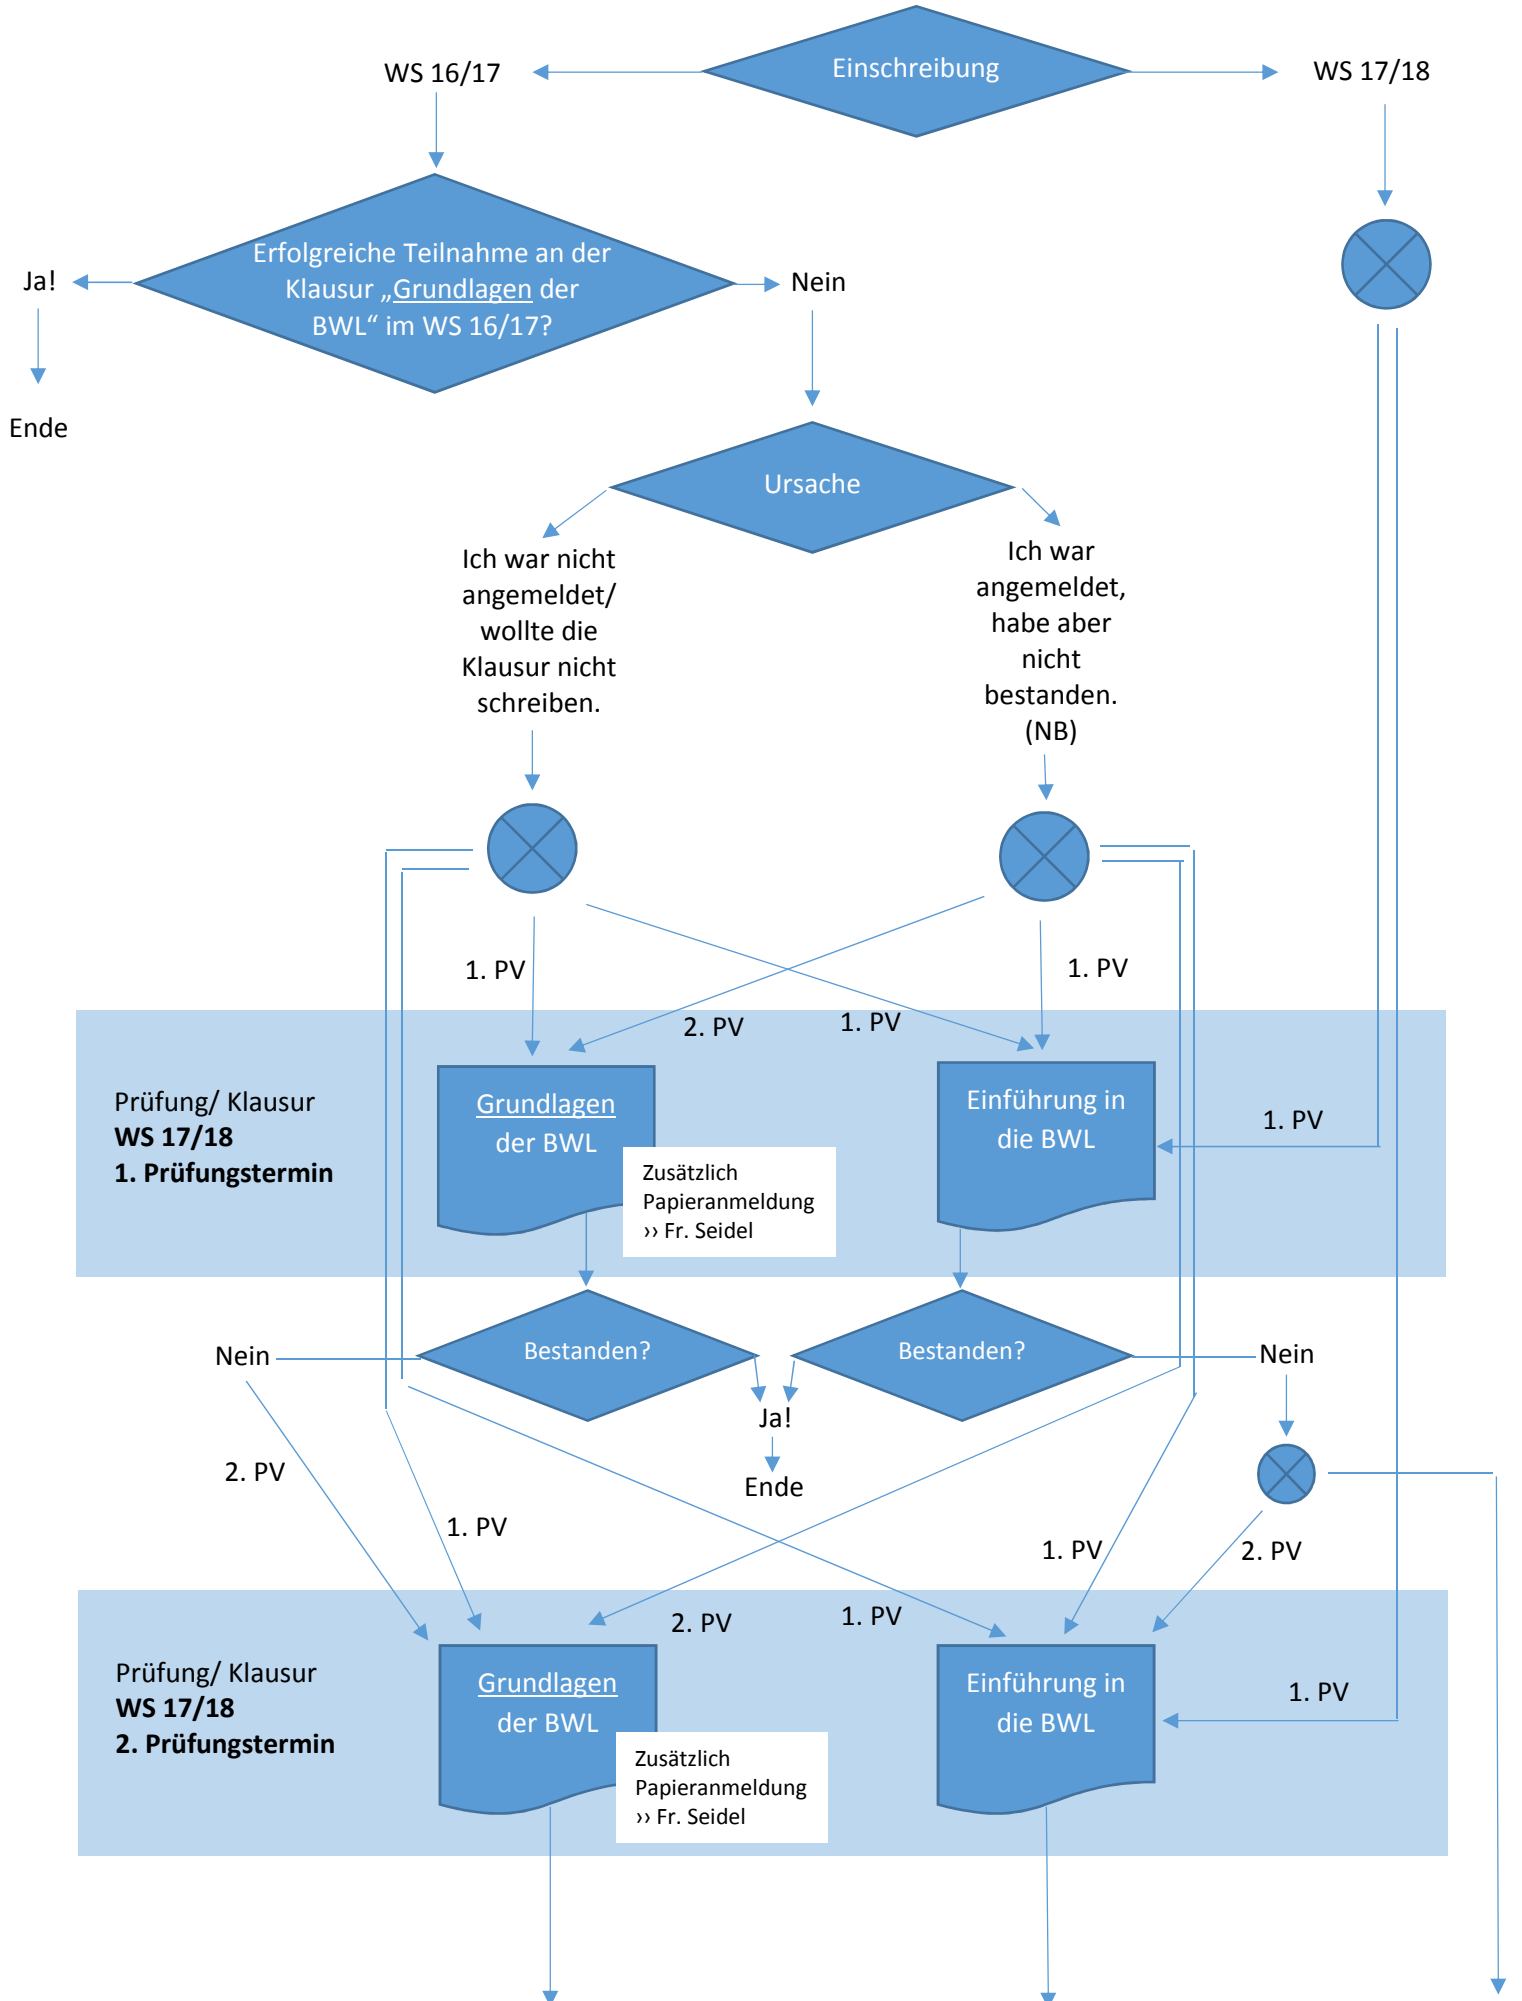 Einschreibung
WS 16/17
WS 17/18
Erfolgreiche Teilnahme an der
Klausur „Grundlagen der
BWL“ im WS 16/17?
Ja!
Nein
Ende
Ursache
Ich war nicht
angemeldet/
wollte die
Klausur nicht
schreiben.
Ich war
angemeldet,
habe aber
nicht
bestanden.
(NB)
1. PV
1. PV
2. PV
1. PV
Prüfung/ Klausur
WS 17/18
1. Prüfungstermin
Grundlagen
der BWL
Zusätzlich
Papieranmeldung
›› Fr. Seidel
Einführung in
die BWL
1. PV
Nein
Bestanden?
Bestanden?
Nein
Ja!
Ende
2. PV
1. PV
1. PV
2. PV
2. PV
1. PV
Prüfung/ Klausur
WS 17/18
2. Prüfungstermin
Grundlagen
der BWL
Zusätzlich
Papieranmeldung
›› Fr. Seidel
Einführung in
die BWL
1. PV